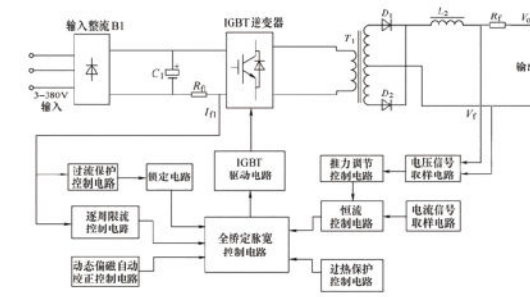 输入整流 B1
IGBT 逆变器
D₁
L₂
R_f
T₁
C₁
R_fl
I_fl
3~380V
输入
D₂
V_f
过流保护
控制电路
锁定电路
IGBT
驱动电路
推力调节
控制电路
电压信号
取样电路
逐周限流
控制电路
全桥定脉宽
控制电路
恒流
控制电路
电流信号
取样电路
动态偏磁自动
校正控制电路
过热保护
控制电路